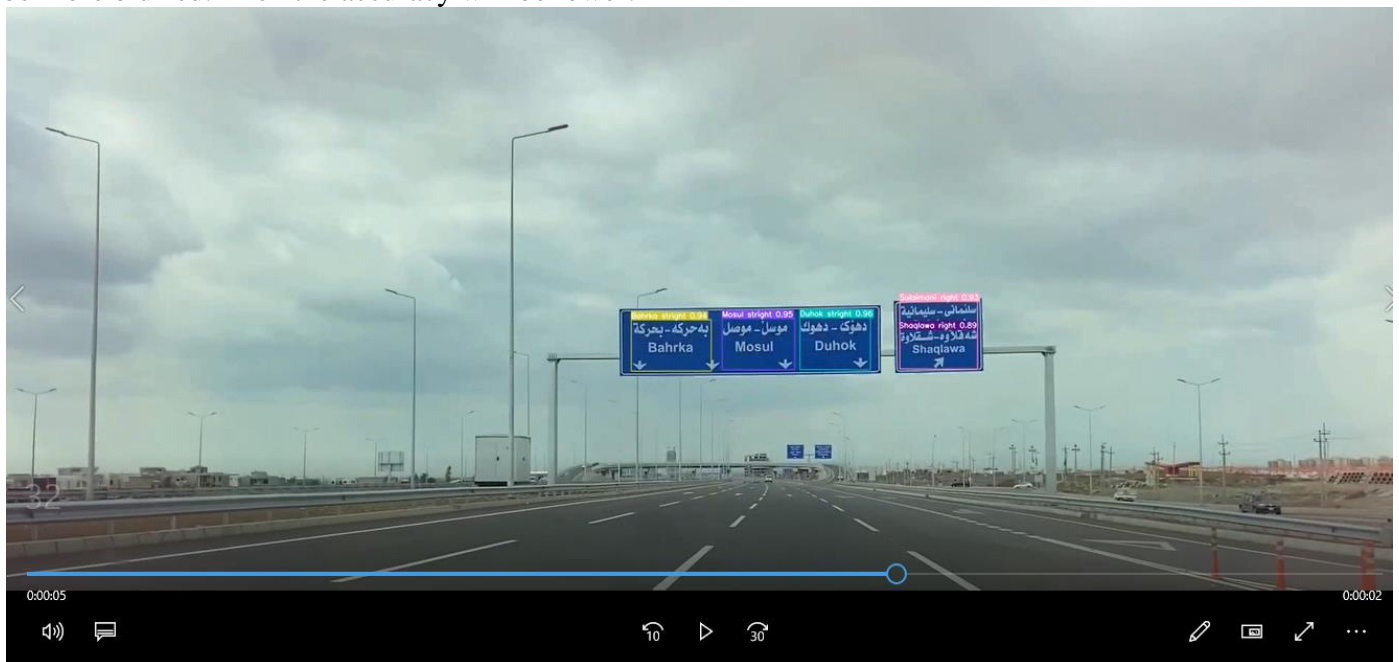 Bahrka stright 0.94
بەحرکە - بحركة
Bahrka
Mosul stright 0.95
موسڵ - موصل
Mosul
Duhok stright 0.96
دهۆک - دهوك
Duhok
Sulaimani right 0.93
سلێمانی - سليمانية
Shaqlawa right 0.89
شەقڵاوە - شقلاوة
Shaqlawa
32
0:00:05
0:00:02
10
30